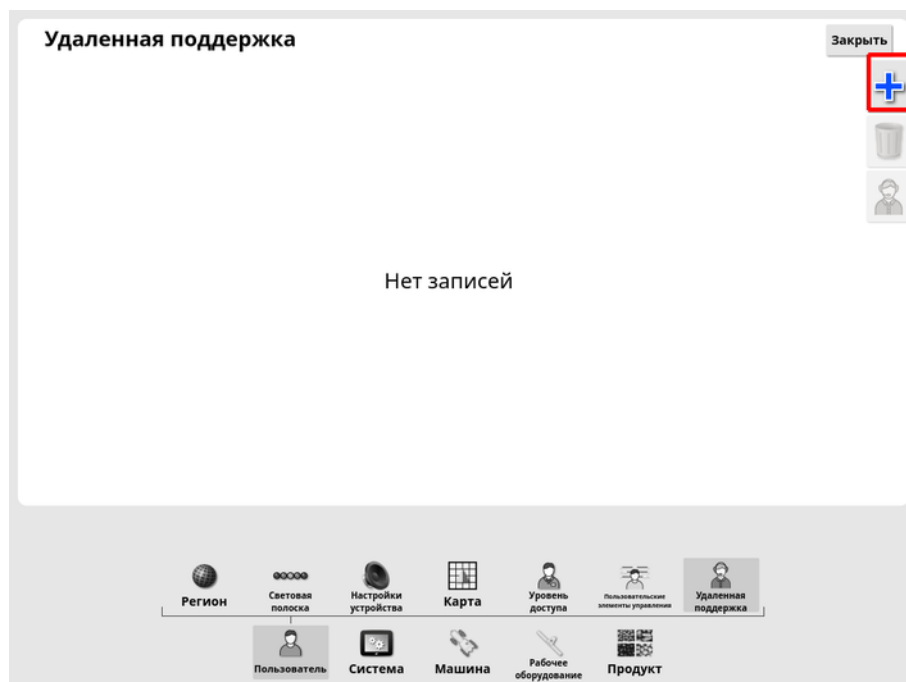 Удаленная поддержка
Закрыть
Нет записей
Регион
Световая
полоска
Настройки
устройства
Карта
Уровень
доступа
Пользовательские
элементы управления
Удаленная
поддержка
Пользователь
Система
Машина
Рабочее
оборудование
Продукт